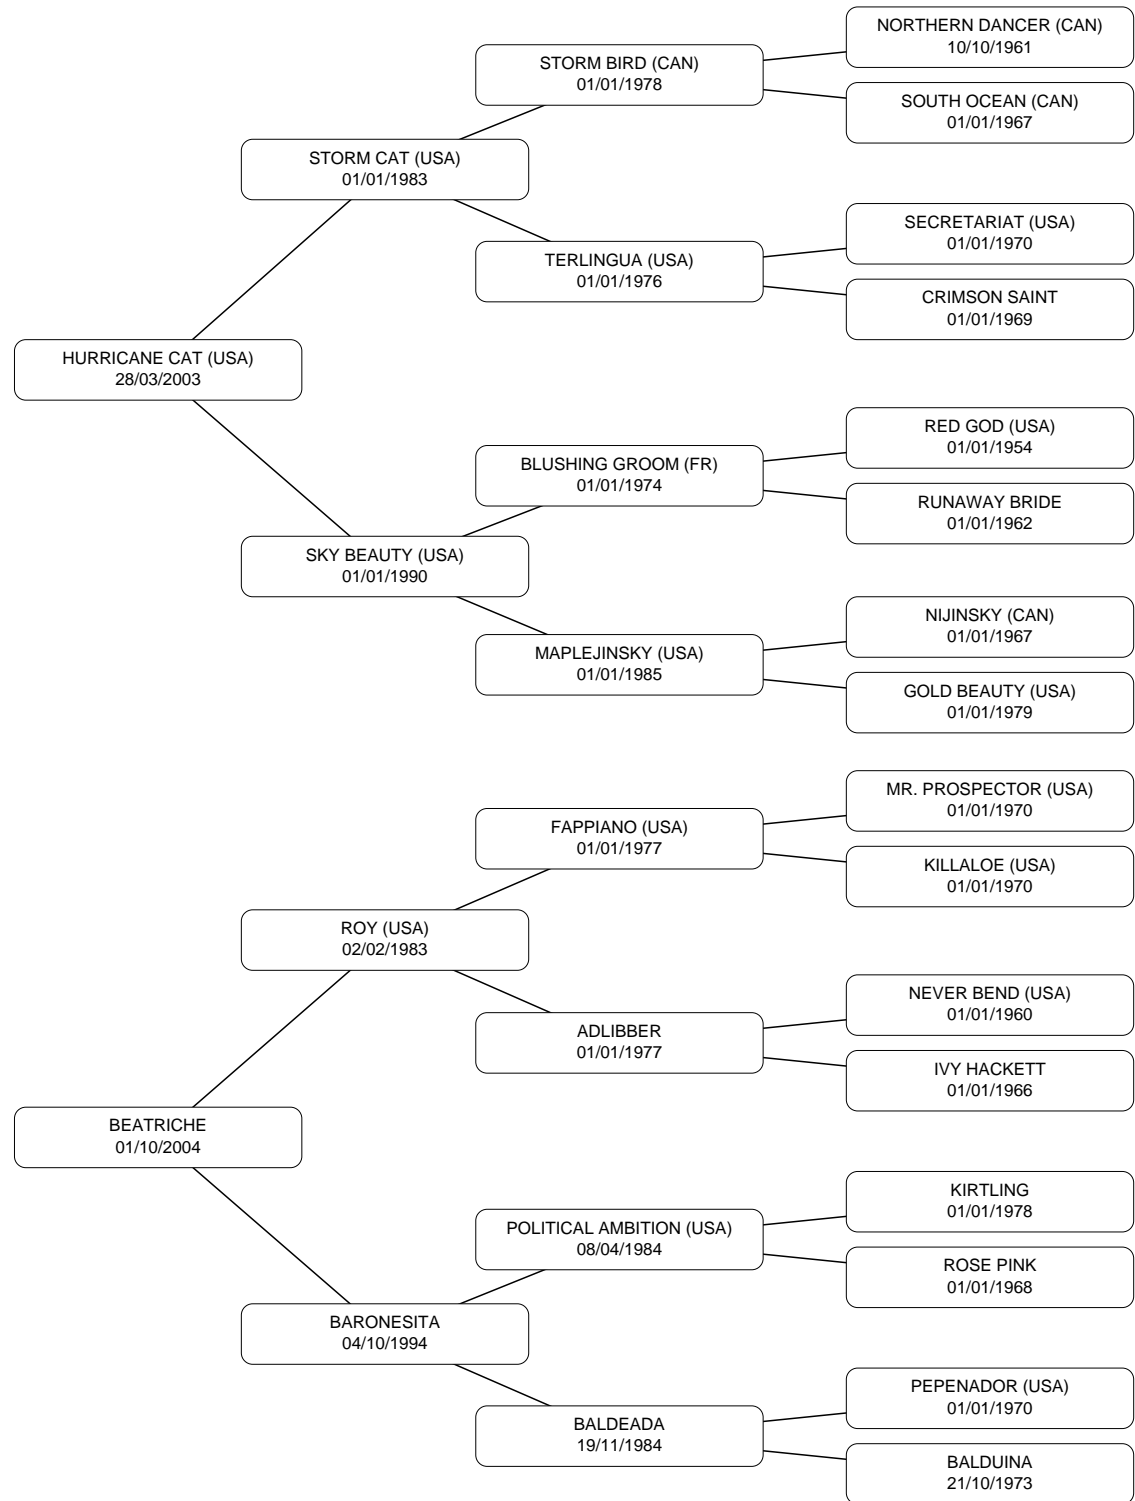 NORTHERN DANCER (CAN)
10/10/1961
STORM BIRD (CAN)
01/01/1978
SOUTH OCEAN (CAN)
01/01/1967
STORM CAT (USA)
01/01/1983
SECRETARIAT (USA)
01/01/1970
TERLINGUA (USA)
01/01/1976
CRIMSON SAINT
01/01/1969
HURRICANE CAT (USA)
28/03/2003
RED GOD (USA)
01/01/1954
BLUSHING GROOM (FR)
01/01/1974
RUNAWAY BRIDE
01/01/1962
SKY BEAUTY (USA)
01/01/1990
NIJINSKY (CAN)
01/01/1967
MAPLEJINSKY (USA)
01/01/1985
GOLD BEAUTY (USA)
01/01/1979
MR. PROSPECTOR (USA)
01/01/1970
FAPPIANO (USA)
01/01/1977
KILLALOE (USA)
01/01/1970
ROY (USA)
02/02/1983
NEVER BEND (USA)
01/01/1960
ADLIBBER
01/01/1977
IVY HACKETT
01/01/1966
BEATRICHE
01/10/2004
KIRTLING
01/01/1978
POLITICAL AMBITION (USA)
08/04/1984
ROSE PINK
01/01/1968
BARONESITA
04/10/1994
PEPENADOR (USA)
01/01/1970
BALDEADA
19/11/1984
BALDUINA
21/10/1973